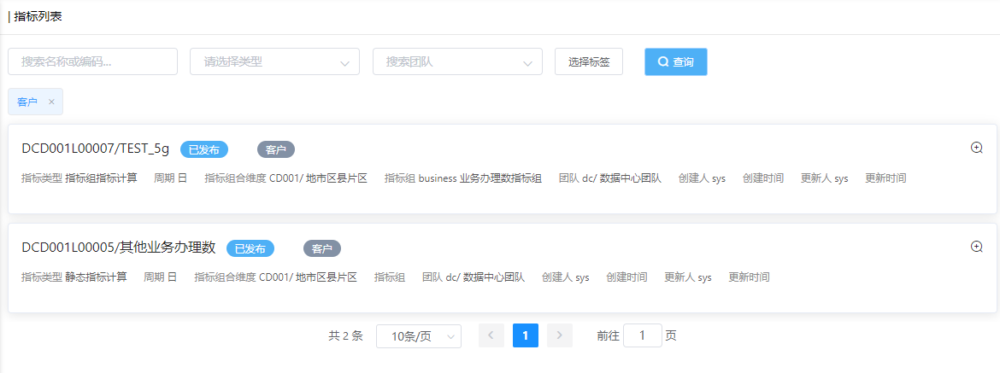 | 指标列表
搜索名称或编码... 请选择类型 搜索团队 选择标签 查询
客户 ×
DCD001L00007/TEST_5g 已发布 客户
指标类型 指标组指标计算 周期 日 指标组合维度 CD001/ 地市区县片区 指标组 business 业务办理数指标组 团队 dc/ 数据中心团队 创建人 sys 创建时间 更新人 sys 更新时间
DCD001L00005/其他业务办理数 已发布 客户
指标类型 静态指标计算 周期 日 指标组合维度 CD001/ 地市区县片区 指标组 团队 dc/ 数据中心团队 创建人 sys 创建时间 更新人 sys 更新时间
共 2 条 10条/页 < 1 > 前往 1 页